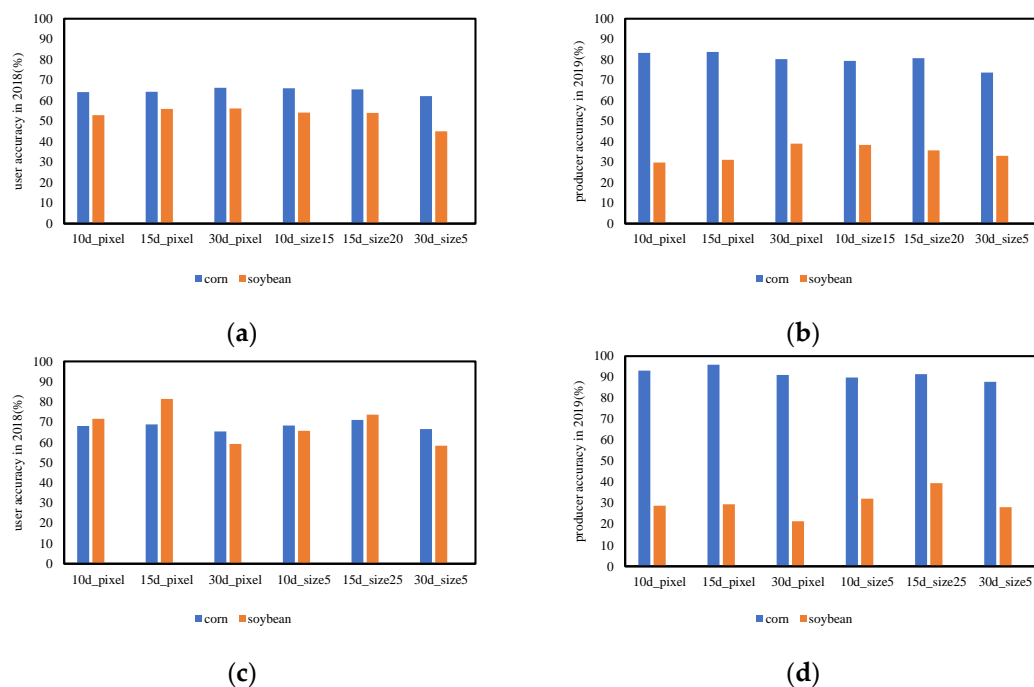 100
90
80
70
60
50
40
30
20
10
0
user accuracy in 2018(%)
10d_pixel 15d_pixel 30d_pixel 10d_size15 15d_size20 30d_size5
corn soybean
(a)
100
90
80
70
60
50
40
30
20
10
0
producer accuracy in 2019(%)
10d_pixel 15d_pixel 30d_pixel 10d_size15 15d_size20 30d_size5
corn soybean
(b)
100
90
80
70
60
50
40
30
20
10
0
user accuracy in 2018(%)
10d_pixel 15d_pixel 30d_pixel 10d_size5 15d_size25 30d_size5
corn soybean
(c)
100
90
80
70
60
50
40
30
20
10
0
producer accuracy in 2019(%)
10d_pixel 15d_pixel 30d_pixel 10d_size5 15d_size25 30d_size5
corn soybean
(d)